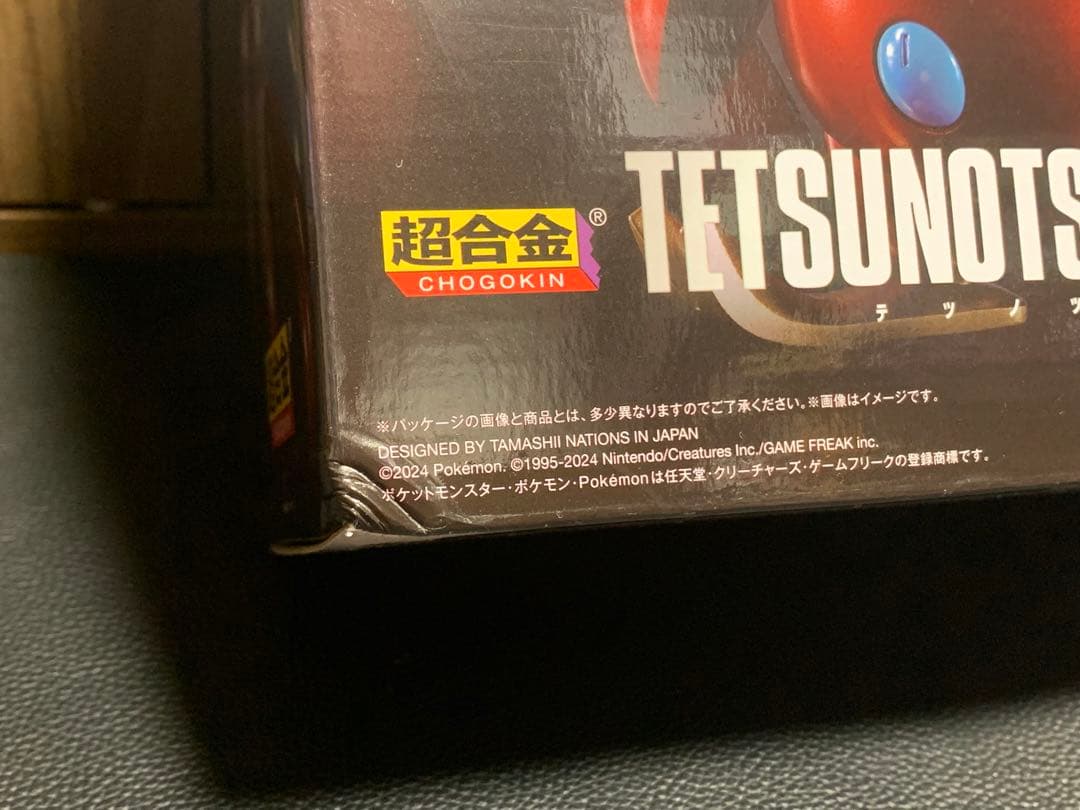 超合金®
CHOGOKIN
TETSUNOTS
テツノツ
※パッケージの画像と商品とは、多少異なりますのでご了承ください。※画像はイメージです。
DESIGNED BY TAMASHII NATIONS IN JAPAN
©2024 Pokémon. ©1995-2024 Nintendo/Creatures Inc./GAME FREAK inc.
ポケットモンスター・ポケモン・Pokémonは任天堂・クリーチャーズ・ゲームフリークの登録商標です。